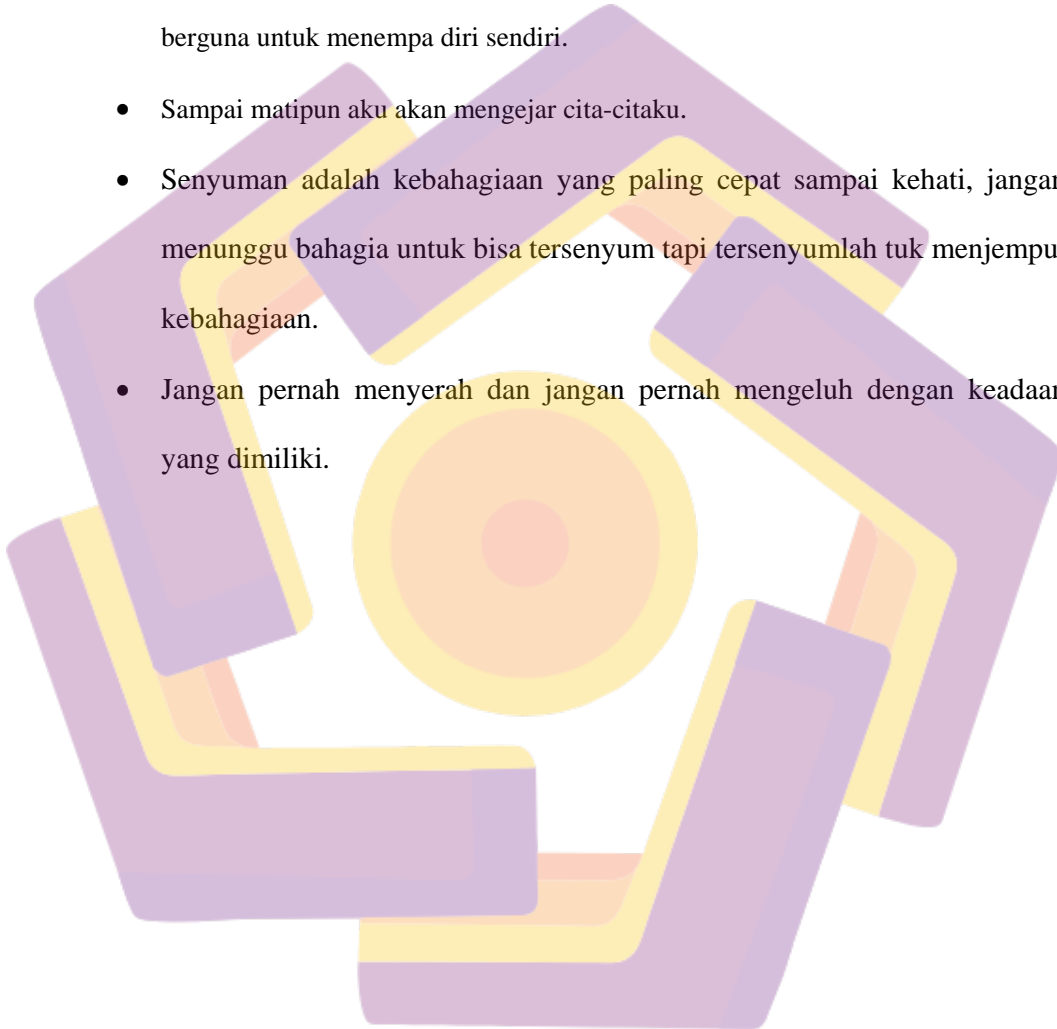 berguna untuk menempa diri sendiri.
• Sampai matipun aku akan mengejar cita-citaku.
• Senyuman adalah kebahagiaan yang paling cepat sampai kehati, jangan
menunggu bahagia untuk bisa tersenyum tapi tersenyumlah tuk menjempu
kebahagiaan.
• Jangan pernah menyerah dan jangan pernah mengeluh dengan keadaan
yang dimiliki.